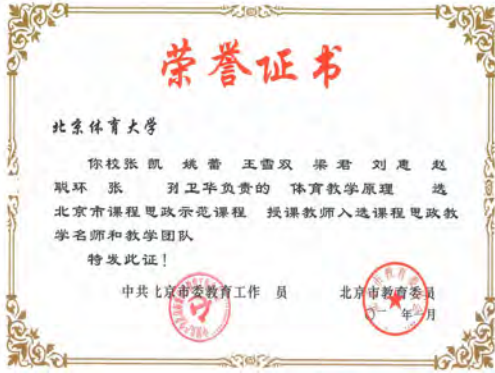 荣誉证书
北京体育大学
你校张凯 姚蕾 王雪双 梁君 刘惠 赵
聪环 张 卫华负责的 体育教学原理 选
北京市课程思政示范课程 授课教师入选课程思政教
学名师和教学团队
特发此证!
中共北京市委教育工作 员 北京市教育委员
〇一 年 月